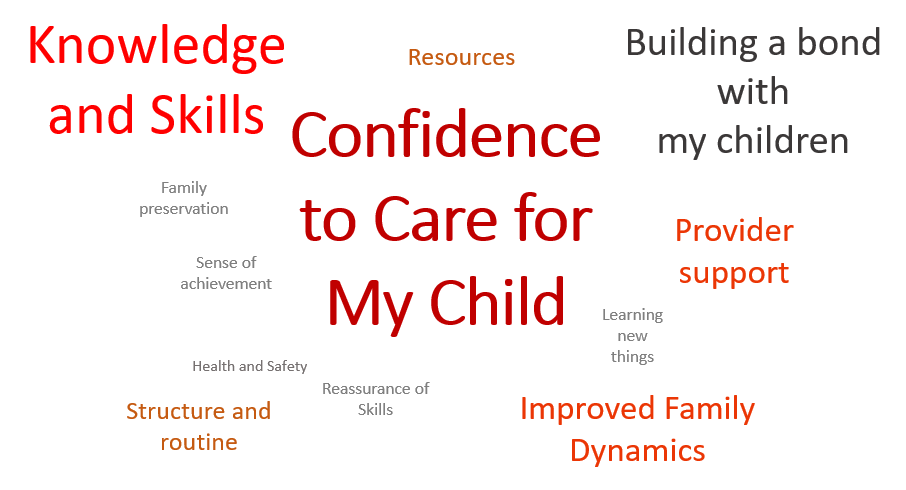 Knowledge
and Skills
Resources
Building a bond
with
my children
Confidence
to Care for
My Child
Family
preservation
Provider
support
Sense of
achievement
Learning
new
things
Health and Safety
Reassurance of
Skills
Structure and
routine
Improved Family
Dynamics